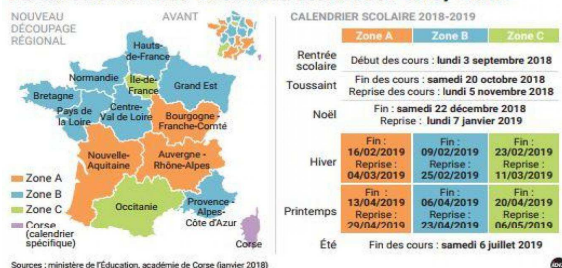 NOUVEAU
DÉCOUPAGE
RÉGIONAL
AVANT
Hauts-
de-France
Normandie
Île-de-
France
Grand Est
Bretagne
Pays de
la Loire
Centre-
Val de Loire
Bourgogne -
Franche-Comté
Nouvelle-
Aquitaine
Auvergne -
Rhône-Alpes
Occitanie
Provence -
Alpes-
Côte d'Azur
Corse
Zone A
Zone B
Zone C
Corse
(calendrier
spécifique)
Sources : ministère de l'Éducation, académie de Corse (janvier 2018)
CALENDRIER SCOLAIRE 2018-2019
Zone A Zone B Zone C
Rentrée
scolaire
Début des cours : lundi 3 septembre 2018
Toussaint
Fin des cours : samedi 20 octobre 2018
Reprise des cours : lundi 5 novembre 2018
Noël
Fin : samedi 22 décembre 2018
Reprise : lundi 7 janvier 2019
Hiver
Fin :
16/02/2019
Reprise :
04/03/2019
Fin :
09/02/2019
Reprise :
25/02/2019
Fin :
23/02/2019
Reprise :
11/03/2019
Printemps
Fin :
13/04/2019
Reprise :
29/04/2019
Fin :
06/04/2019
Reprise :
23/04/2019
Fin :
20/04/2019
Reprise :
06/05/2019
Été
Fin des cours : samedi 6 juillet 2019